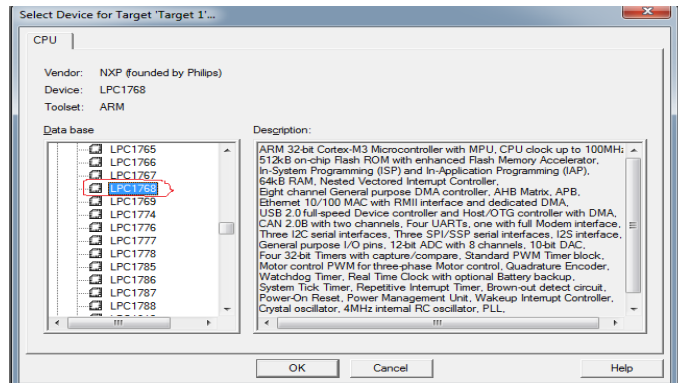 Select Device for Target 'Target 1'...
CPU
Vendor: NXP (founded by Philips)
Device: LPC1768
Toolset: ARM
Data base
Description:
LPC1765
LPC1766
LPC1767
LPC1768
LPC1769
LPC1774
LPC1776
LPC1777
LPC1778
LPC1785
LPC1786
LPC1787
LPC1788
ARM 32-bit Cortex-M3 Microcontroller with MPU, CPU clock up to 100MHz
512kB on-chip Flash ROM with enhanced Flash Memory Accelerator,
In-System Programming (ISP) and In-Application Programming (IAP),
64kB RAM, Nested Vectored Interrupt Controller,
Eight channel General purpose DMA controller, AHB Matrix, APB,
Ethernet 10/100 MAC with RMII interface and dedicated DMA,
USB 2.0 full-speed Device controller and Host/OTG controller with DMA,
CAN 2.0B with two channels, Four UARTs, one with full Modem interface,
Three I2C serial interfaces, Three SPI/SSP serial interfaces, I2S interface,
General purpose I/O pins, 12-bit ADC with 8 channels, 10-bit DAC,
Four 32-bit Timers with capture/compare, Standard PWM Timer block,
Motor control PWM for three-phase Motor control, Quadrature Encoder,
Watchdog Timer, Real Time Clock with optional Battery backup,
System Tick Timer, Repetitive Interrupt Timer, Brown-out detect circuit,
Power-On Reset, Power Management Unit, Wakeup Interrupt Controller,
Crystal oscillator, 4MHz internal RC oscillator, PLL,
OK
Cancel
Help